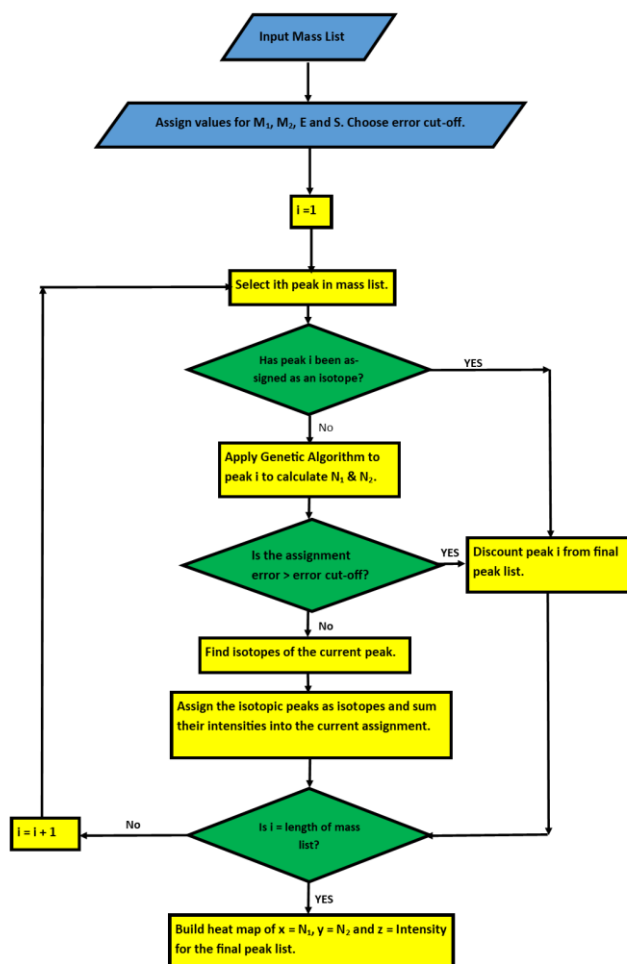 Input Mass List
Assign values for M₁, M₂, E and S. Choose error cut-off.
i =1
Select ith peak in mass list.
Has peak i been as-
signed as an isotope?
YES
No
Apply Genetic Algorithm to
peak i to calculate N₁ & N₂.
Is the assignment
error > error cut-off?
YES
Discount peak i from final
peak list.
No
Find isotopes of the current peak.
Assign the isotopic peaks as isotopes and sum
their intensities into the current assignment.
Is i = length of mass
list?
No
i = i + 1
YES
Build heat map of x = N₁, y = N₂ and z = Intensity
for the final peak list.